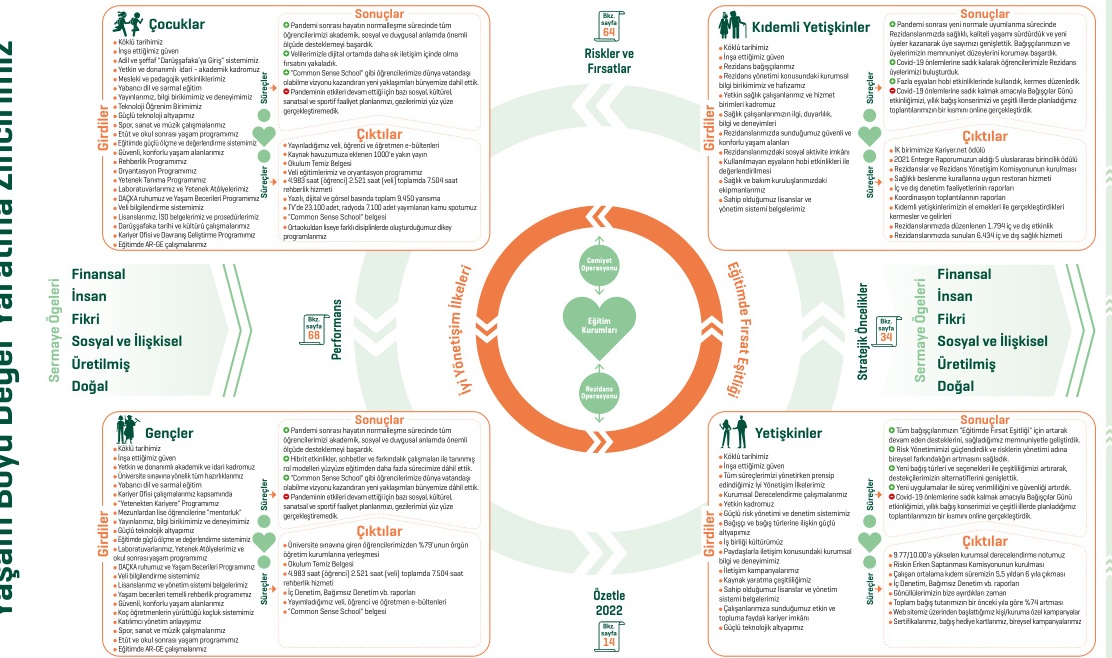 Yaşam Boyu Değer Yaratma Zincirimiz
Çocuklar
Girdiler
Köklü tarihimiz
İnşa ettiğimiz güven
Adil ve şeffaf "Darüşşafaka'ya Giriş" sistemimiz
Yetkin ve donanımlı idari – akademik kadromuz
Mesleki ve pedagojik yetkinliklerimiz
Yabancı dil ve sarmal eğitim
Yayınlarımız, bilgi birikimimiz ve deneyimimiz
Teknoloji Öğrenim Birimimiz
Güçlü teknolojik altyapımız
Spor, sanat ve müzik çalışmalarımız
Etüt ve okul sonrası yaşam programımız
Eğitimde güçlü ölçme ve değerlendirme sistemimiz
Güvenli, konforlu yaşam alanlarımız
Rehberlik Programımız
Oryantasyon Programımız
Yetenek Tanıma Programımız
Laboratuvarlarımız ve Yetenek Atölyelerimiz
DAÇKA ruhumuz ve Yaşam Becerileri Programımız
Veli bilgilendirme sistemimiz
Lisanslarımız, İSO belgelerimiz ve prosedürlerimiz
Darüşşafaka tarihi ve kültürü çalışmalarımız
Kariyer Ofisi ve Davranış Geliştirme Programımız
Eğitimde AR-GE çalışmalarımız
Süreçler
Süreçler
Sonuçlar
Pandemi sonrası hayatın normalleşme sürecinde tüm
öğrencilerimizi akademik, sosyal ve duygusal anlamda önemli
ölçüde desteklemeyi başardık.
Velilerimizle dijital ortamda daha sık iletişim içinde olma
fırsatını yakaladık.
"Common Sense School" gibi öğrencilerimize dünya vatandaşı
olabilme vizyonu kazandıran yeni yaklaşımları bünyemize dâhil ettik.
Pandeminin etkileri devam ettiği için bazı sosyal, kültürel,
sanatsal ve sportif faaliyet planlarımızı, gezilerimizi yüz yüze
gerçekleştiremedik.
Çıktılar
Yayınladığımız veli, öğrenci ve öğretmen e-bültenleri
Kaynak havuzumuza eklenen 1000'e yakın yayın
Okulum Temiz Belgesi
Veli eğitimlerimiz ve oryantasyon programımız
4.983 saat (öğrenci) 2.521 saat (veli) toplamda 7.504 saat
rehberlik hizmeti
Yazılı, dijital ve görsel basında toplam 9.450 yansıma
TV'de 23.100 adet, radyoda 7.100 adet yayımlanan kamu spotumuz
"Common Sense School" belgesi
Ortaokuldan liseye farklı disiplinlerde oluşturduğumuz dikey
programlarımız
Bkz.
sayfa
64
Riskler ve
Fırsatlar
Kıdemli Yetişkinler
Girdiler
Köklü tarihimiz
İnşa ettiğimiz güven
Rezidans bağışçılarımız
Rezidans yönetimi konusundaki kurumsal
bilgi birikimimiz ve hafızamız
Yetkin sağlık çalışanlarımız ve hizmet
birimleri kadromuz
Sağlık çalışanlarımızın ilgi, duyarlılık,
bilgi ve deneyimleri
Rezidanslarımızda sunduğumuz güvenli ve
konforlu yaşam alanları
Rezidanslarımızdaki sosyal aktivite imkânı
Kullanılmayan eşyaların hobi etkinlikleri ile
değerlendirilmesi
Sağlık ve bakım kuruluşlarımızdaki
ekipmanlarımız
Sahip olduğumuz lisanslar ve
yönetim sistemi belgelerimiz
Süreçler
Süreçler
Sonuçlar
Pandemi sonrası yeni normale uyumlanma sürecinde
Rezidanslarımızda sağlıklı, kaliteli yaşamı sürdürdük ve yeni
üyeler kazanarak üye sayımızı genişlettik. Bağışçılarımızın ve
üyelerimizin memnuniyet düzeylerini korumayı başardık.
Covid-19 önlemlerine sadık kalarak öğrencilerimizle Rezidans
üyelerimizi buluşturduk.
Fazla eşyaları hobi etkinliklerinde kullandık, kermes düzenledik.
Covid-19 önlemlerine sadık kalmak amacıyla Bağışçılar Günü
etkinliğimizi, yıllık bağış konserimizi ve çeşitli illerde planladığımız
toplantılarımızın bir kısmını online gerçekleştirdik.
Çıktılar
İK birimimize Kariyer.net ödülü
2021 Entegre Raporumuzun aldığı 5 uluslararası birincilik ödülü
Rezidanslar ve Rezidans Yönetişim Komisyonunun kurulması
Sağlıklı beslenme kurallarına uygun restoran hizmeti
İç ve dış denetim faaliyetlerinin raporları
Koordinasyon toplantılarının raporları
Kıdemli yetişkinlerimizin el emekleri ile gerçekleştirdikleri
kermesler ve gelirleri
Rezidanslarımızda düzenlenen 1.794 iç ve dış etkinlik
Rezidanslarımızda sunulan 6.434 iç ve dış sağlık hizmeti
Sermaye Ögeleri
Finansal
İnsan
Fikri
Sosyal ve İlişkisel
Üretilmiş
Doğal
Bkz.
sayfa
68
Performans
İyi Yönetişim İlkeleri
Cemiyet
Operasyonu
Eğitim
Kurumları
Rezidans
Operasyonu
Eğitimde Fırsat Eşitliği
Stratejik Öncelikler
Bkz.
sayfa
34
Sermaye Ögeleri
Finansal
İnsan
Fikri
Sosyal ve İlişkisel
Üretilmiş
Doğal
Gençler
Girdiler
Köklü tarihimiz
İnşa ettiğimiz güven
Yetkin ve donanımlı akademik ve idari kadromuz
Üniversite sınavına yönelik tüm hazırlıklarımız
Yabancı dil ve sarmal eğitim
Kariyer Ofisi çalışmalarımız kapsamında
"Yetenekten Kariyere" Programımız
Mezunlardan lise öğrencilerine "mentorluk"
Yayınlarımız, bilgi birikimimiz ve deneyimimiz
Güçlü teknolojik altyapımız
Eğitimde güçlü ölçme ve değerlendirme sistemimiz
Laboratuvarlarımız, Yetenek Atölyelerimiz ve
okul sonrası yaşam programımız
DAÇKA ruhumuz ve Yaşam Becerileri Programımız
Veli bilgilendirme sistemimiz
Lisanslarımız ve yönetim sistemi belgelerimiz
Yaşam becerileri temelli rehberlik programımız
Güvenli, konforlu yaşam alanlarımız
Koç öğretmenlerin yürüttüğü koçluk sistemimiz
Katılımcı yönetim anlayışımız
Spor, sanat ve müzik çalışmalarımız
Etüt ve okul sonrası yaşam programımız
Eğitimde AR-GE çalışmalarımız
Süreçler
Süreçler
Sonuçlar
Pandemi sonrası hayatın normalleşme sürecinde tüm
öğrencilerimizi akademik, sosyal ve duygusal anlamda önemli
ölçüde desteklemeyi başardık.
Hibrit etkinlikler, sohbetler ve farkındalık çalışmaları ile tanınmış
rol modelleri yüzyüze eğitimden daha fazla sürecimize dâhil ettik.
"Common Sense School" gibi öğrencilerimize dünya vatandaşı
olabilme vizyonu kazandıran yeni yaklaşımları bünyemize dâhil ettik.
Pandeminin etkileri devam ettiği için bazı sosyal, kültürel,
sanatsal ve sportif faaliyet planlarımızı, gezilerimizi yüz yüze
gerçekleştiremedik.
Çıktılar
Üniversite sınavına giren öğrencilerimizden %79'unun örgün
öğretim kurumlarına yerleşmesi
Okulum Temiz Belgesi
4.983 saat (öğrenci) 2.521 saat (veli) toplamda 7.504 saat
rehberlik hizmeti
İç Denetim, Bağımsız Denetim vb. raporları
Yayımladığımız veli, öğrenci ve öğretmen e-bültenleri
"Common Sense School" belgesi
Özetle
2022
Bkz.
sayfa
14
Yetişkinler
Girdiler
Köklü tarihimiz
İnşa ettiğimiz güven
Tüm süreçlerimizi yönetirken prensip
edindiğimiz İyi Yönetişim İlkelerimiz
Kurumsal Derecelendirme çalışmalarımız
Yetkin kadromuz
Güçlü risk yönetimi ve denetim sistemimiz
Bağışçı ve bağış türlerine ilişkin güçlü
altyapımız
İş birliği kültürümüz
Paydaşlarla iletişim konusundaki kurumsal
bilgi ve deneyimimiz
İletişim kampanyalarımız
Kaynak yaratma çeşitliliğimiz
Sahip olduğumuz lisanslar ve yönetim
sistemi belgelerimiz
Çalışanlarımıza sunduğumuz etkin ve
topluma faydalı kariyer imkânı
Güçlü teknolojik altyapımız
Süreçler
Süreçler
Sonuçlar
Tüm bağışçılarımızın "Eğitimde Fırsat Eşitliği" için artarak
devam eden desteklerini, sağladığımız memnuniyetle geliştirdik.
Risk Yönetimimizi güçlendirdik ve risklerin yönetimi adına
bireysel farkındalığın artmasını sağladık.
Yeni bağış türleri ve seçenekleri ile çeşitliliğimizi artırarak,
destekçilerimizin alternatiflerini genişlettik.
Yeni uygulamalar ile süreç verimliliğini ve güvenliği artırdık.
Covid-19 önlemlerine sadık kalmak amacıyla Bağışçılar Günü
etkinliğimizi, yıllık bağış konserimizi ve çeşitli illerde planladığımız
toplantılarımızın bir kısmını online gerçekleştirdik.
Çıktılar
9.77/10.00'a yükselen kurumsal derecelendirme notumuz
Riskin Erken Saptanması Komisyonunun kurulması
Çalışan ortalama kıdem süremizin 5,5 yıldan 6 yıla çıkması
İç Denetim, Bağımsız Denetim vb. raporları
Gönüllülerimizin bize ayırdıkları zaman
Toplam bağış tutarımızın bir önceki yıla göre %74 artması
Web sitemiz üzerinden başlattığımız kişi/kuruma özel kampanyalar
Sertifikalarımız, bağış hediye kartlarımız, bireysel kampanyalarımız